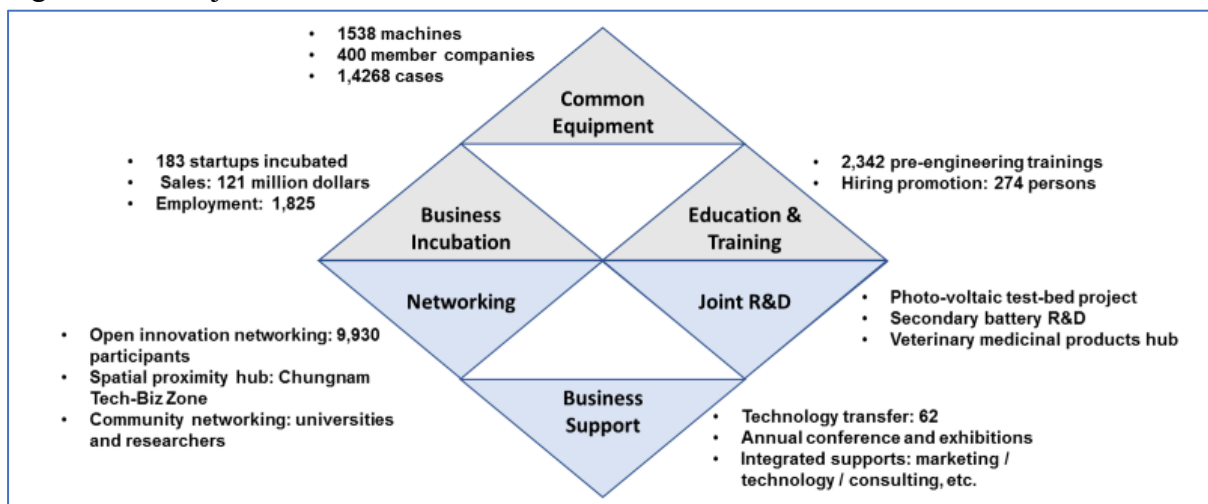 • 1538 machines
• 400 member companies
• 1,4268 cases
Common
Equipment
• 183 startups incubated
• Sales: 121 million dollars
• Employment: 1,825
• 2,342 pre-engineering trainings
• Hiring promotion: 274 persons
Business
Incubation
Education &
Training
Networking
Joint R&D
• Photo-voltaic test-bed project
• Secondary battery R&D
• Veterinary medicinal products hub
• Open innovation networking: 9,930
participants
• Spatial proximity hub: Chungnam
Tech-Biz Zone
• Community networking: universities
and researchers
Business
Support
• Technology transfer: 62
• Annual conference and exhibitions
• Integrated supports: marketing /
technology / consulting, etc.